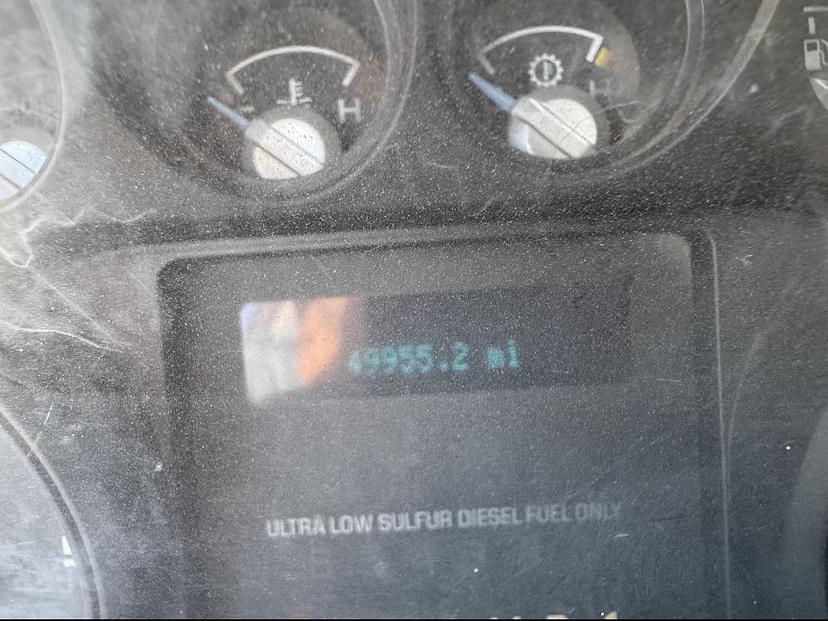 H
H
49955.2 mi
ULTRA LOW SULFUR DIESEL FUEL ONLY